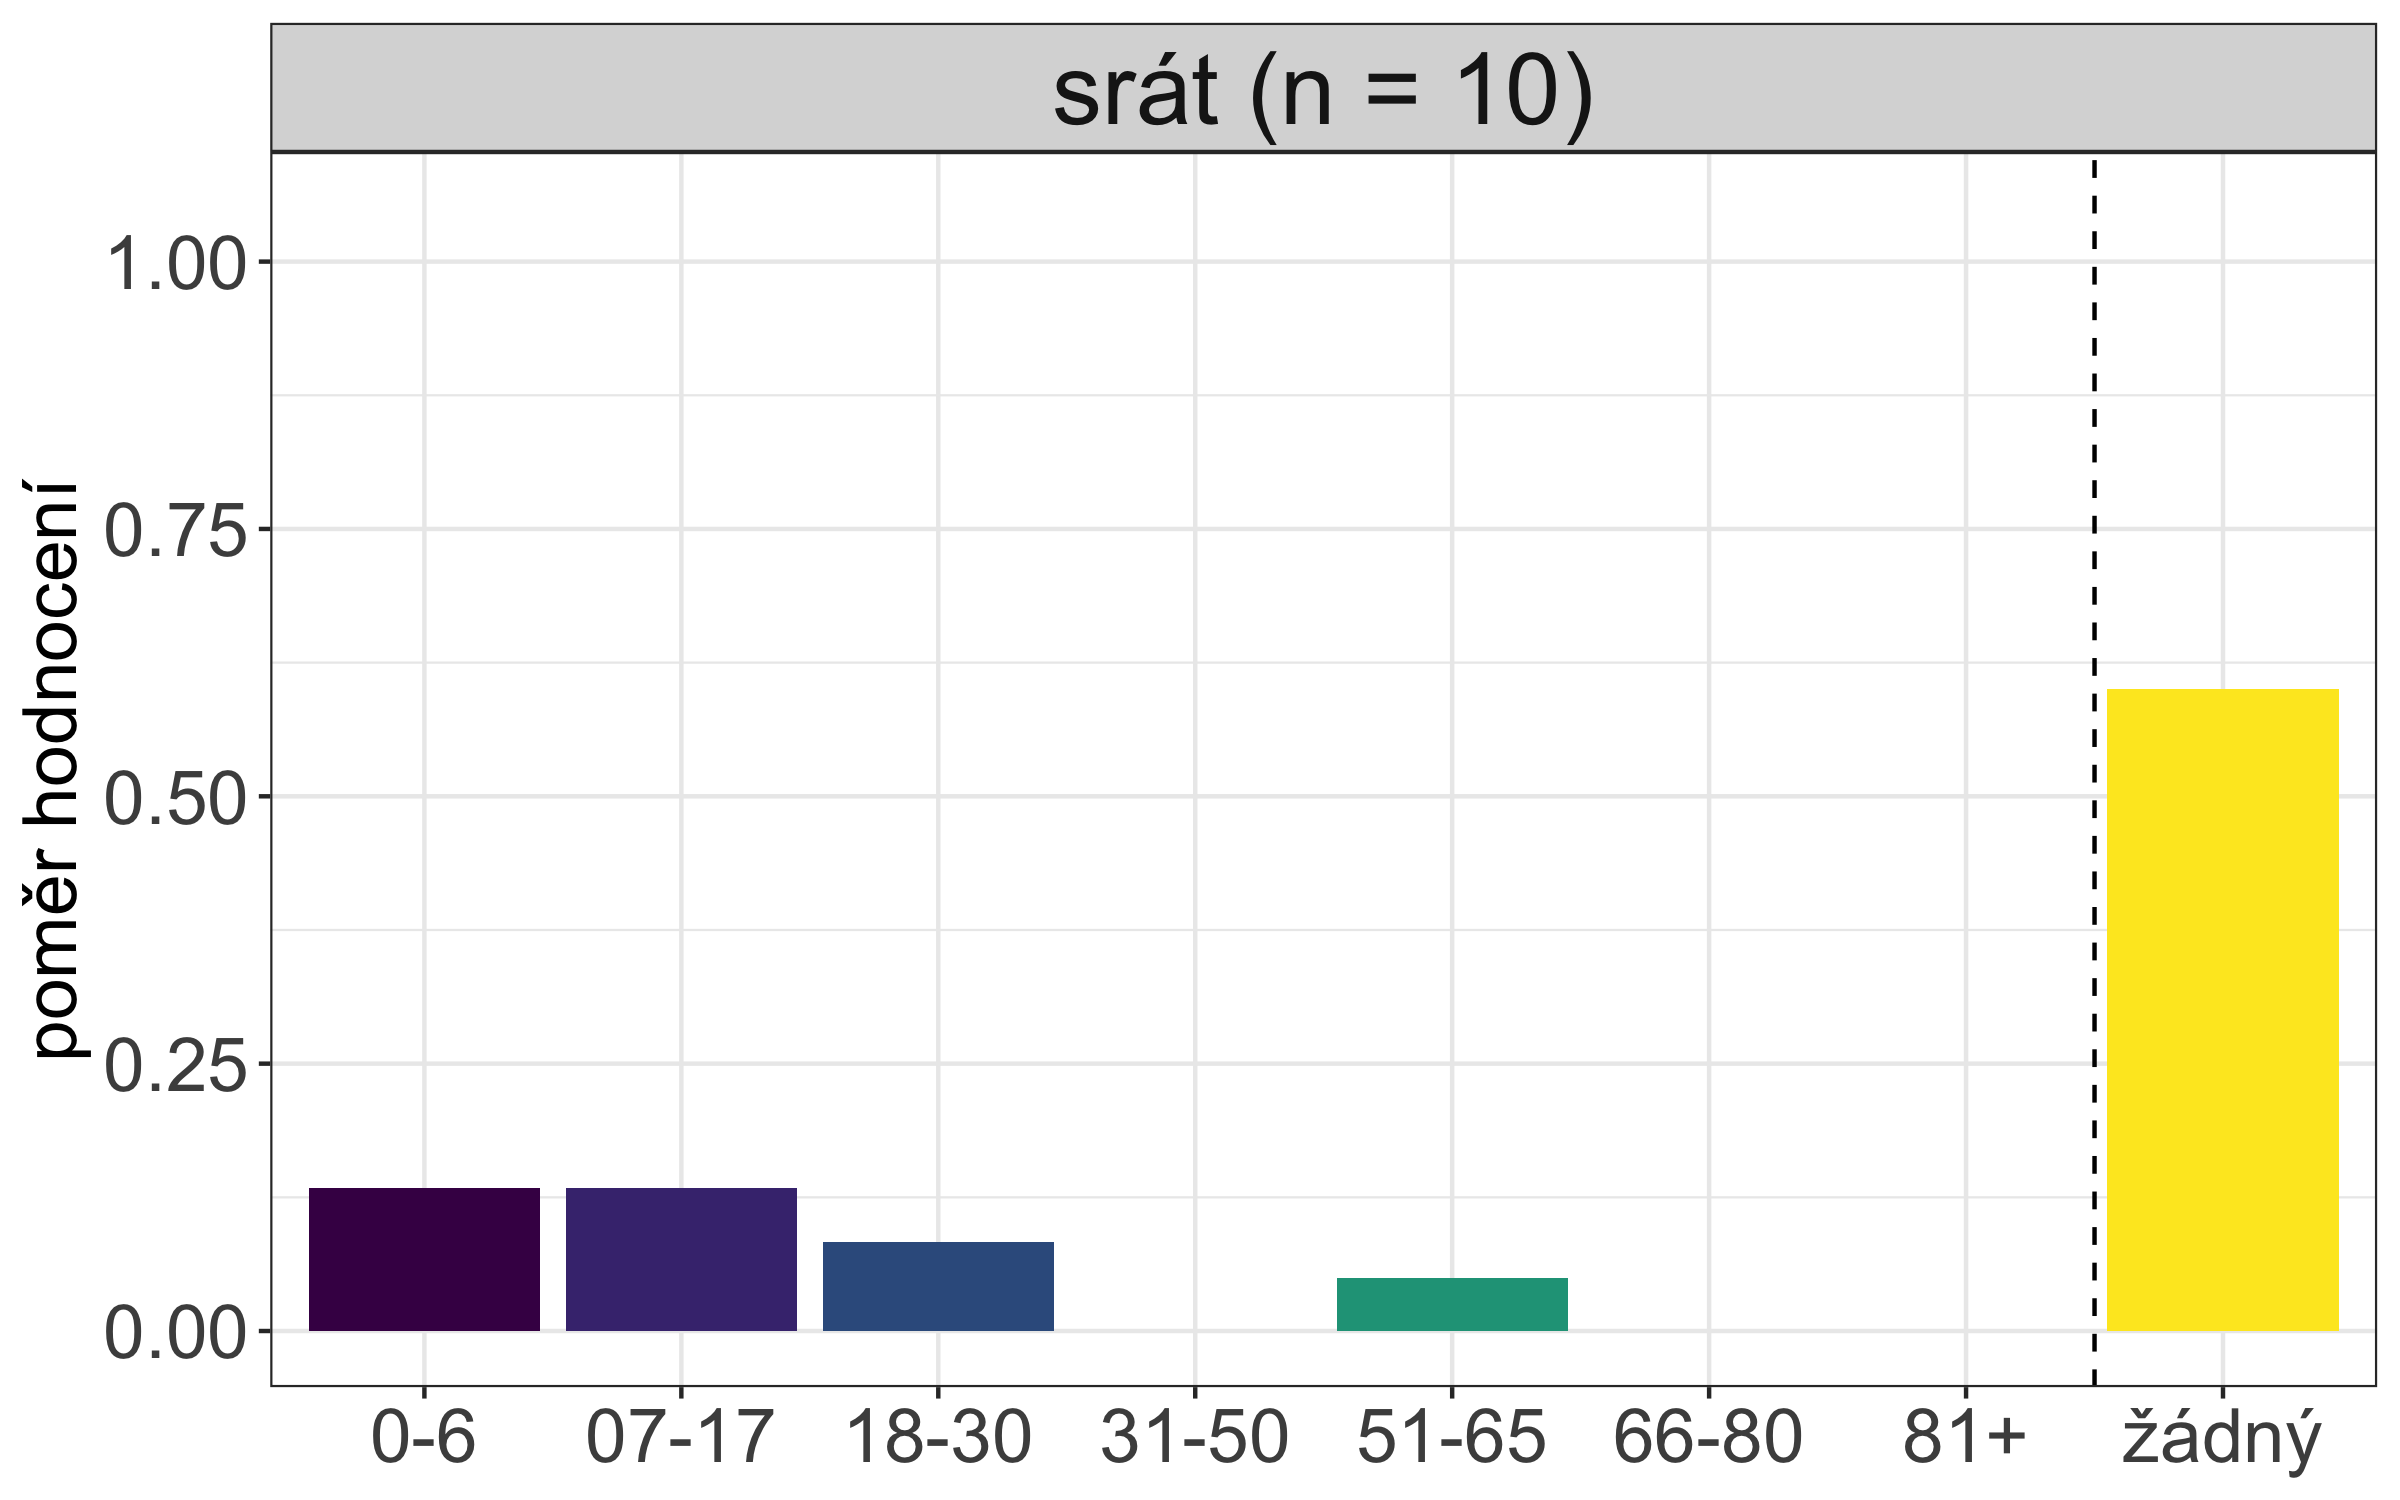 srát (n = 10)
poměr hodnocení
1.00
0.75
0.50
0.25
0.00
0-6 07-17 18-30 31-50 51-65 66-80 81+ žádný